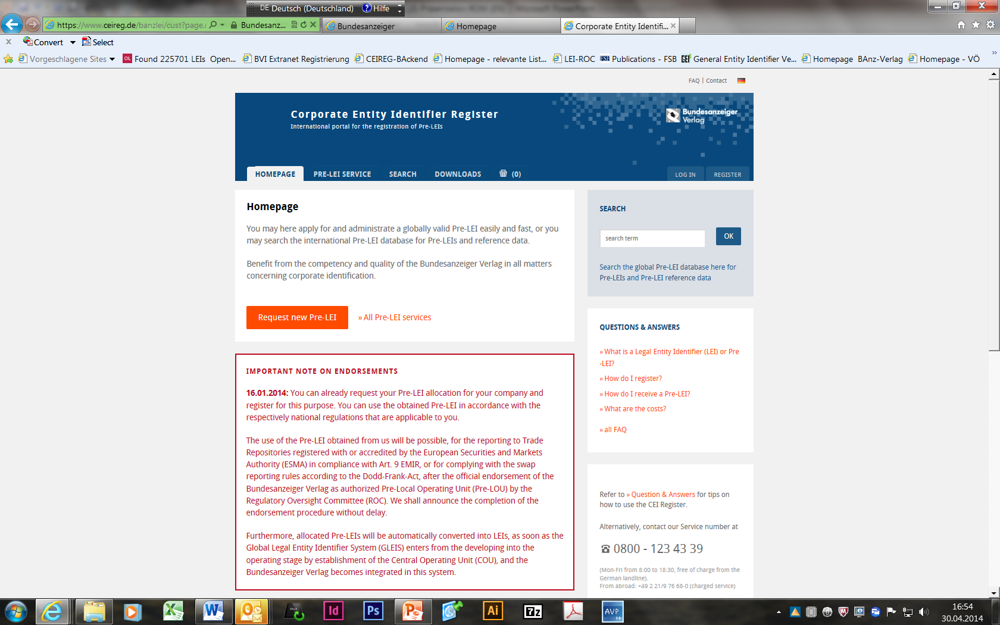 DE Deutsch (Deutschland) Hilfe
https://www.ceireg.de/banzlei/cust?page.
Bundesanz...
Bundesanzeiger
Homepage
Corporate Entity Identifi...
Convert Select
Vorgeschlagene Sites
OL Found 225701 LEIs Open...
BVI Extranet Registrierung
CEIREG-BAckend
Homepage - relevante List...
LEI-ROC
Publications - FSB
GEI General Entity Identifier Ve...
Homepage BAnz-Verlag
Homepage - VÖ
FAQ | Contact
Corporate Entity Identifier Register
International portal for the registration of Pre-LEIs
Bundesanzeiger
Verlag
HOMEPAGE PRE-LEI SERVICE SEARCH DOWNLOADS (0)
LOG IN REGISTER
Homepage
You may here apply for and administrate a globally valid Pre-LEI easily and fast, or you
may search the international Pre-LEI database for Pre-LEIs and reference data.
Benefit from the competency and quality of the Bundesanzeiger Verlag in all matters
concerning corporate identification.
Request new Pre-LEI » All Pre-LEI services
IMPORTANT NOTE ON ENDORSEMENTS
16.01.2014: You can already request your Pre-LEI allocation for your company and
register for this purpose. You can use the obtained Pre-LEI in accordance with the
respectively national regulations that are applicable to you.
The use of the Pre-LEI obtained from us will be possible, for the reporting to Trade
Repositories registered with or accredited by the European Securities and Markets
Authority (ESMA) in compliance with Art. 9 EMIR, or for complying with the swap
reporting rules according to the Dodd-Frank-Act, after the official endorsement of the
Bundesanzeiger Verlag as authorized Pre-Local Operating Unit (Pre-LOU) by the
Regulatory Oversight Committee (ROC). We shall announce the completion of the
endorsement procedure without delay.
Furthermore, allocated Pre-LEIs will be automatically converted into LEIs, as soon as the
Global Legal Entity Identifier System (GLEIS) enters from the developing into the
operating stage by establishment of the Central Operating Unit (COU), and the
Bundesanzeiger Verlag becomes integrated in this system.
SEARCH
search term OK
Search the global Pre-LEI database here for
Pre-LEIs and Pre-LEI reference data
QUESTIONS & ANSWERS
» What is a Legal Entity Identifier (LEI) or Pre
-LEI?
» How do I register?
» How do I receive a Pre-LEI?
» What are the costs?
» all FAQ
Refer to » Question & Answers for tips on
how to use the CEI Register.
Alternatively, contact our Service number at
0800 - 123 43 39
(Mon-Fri from 8:00 to 18:30, free of charge from the
German landline).
From abroad: +49 2 21/9 76 68-0 (charged service)
Id Ps Ai 7z AVP
16:54
30.04.2014